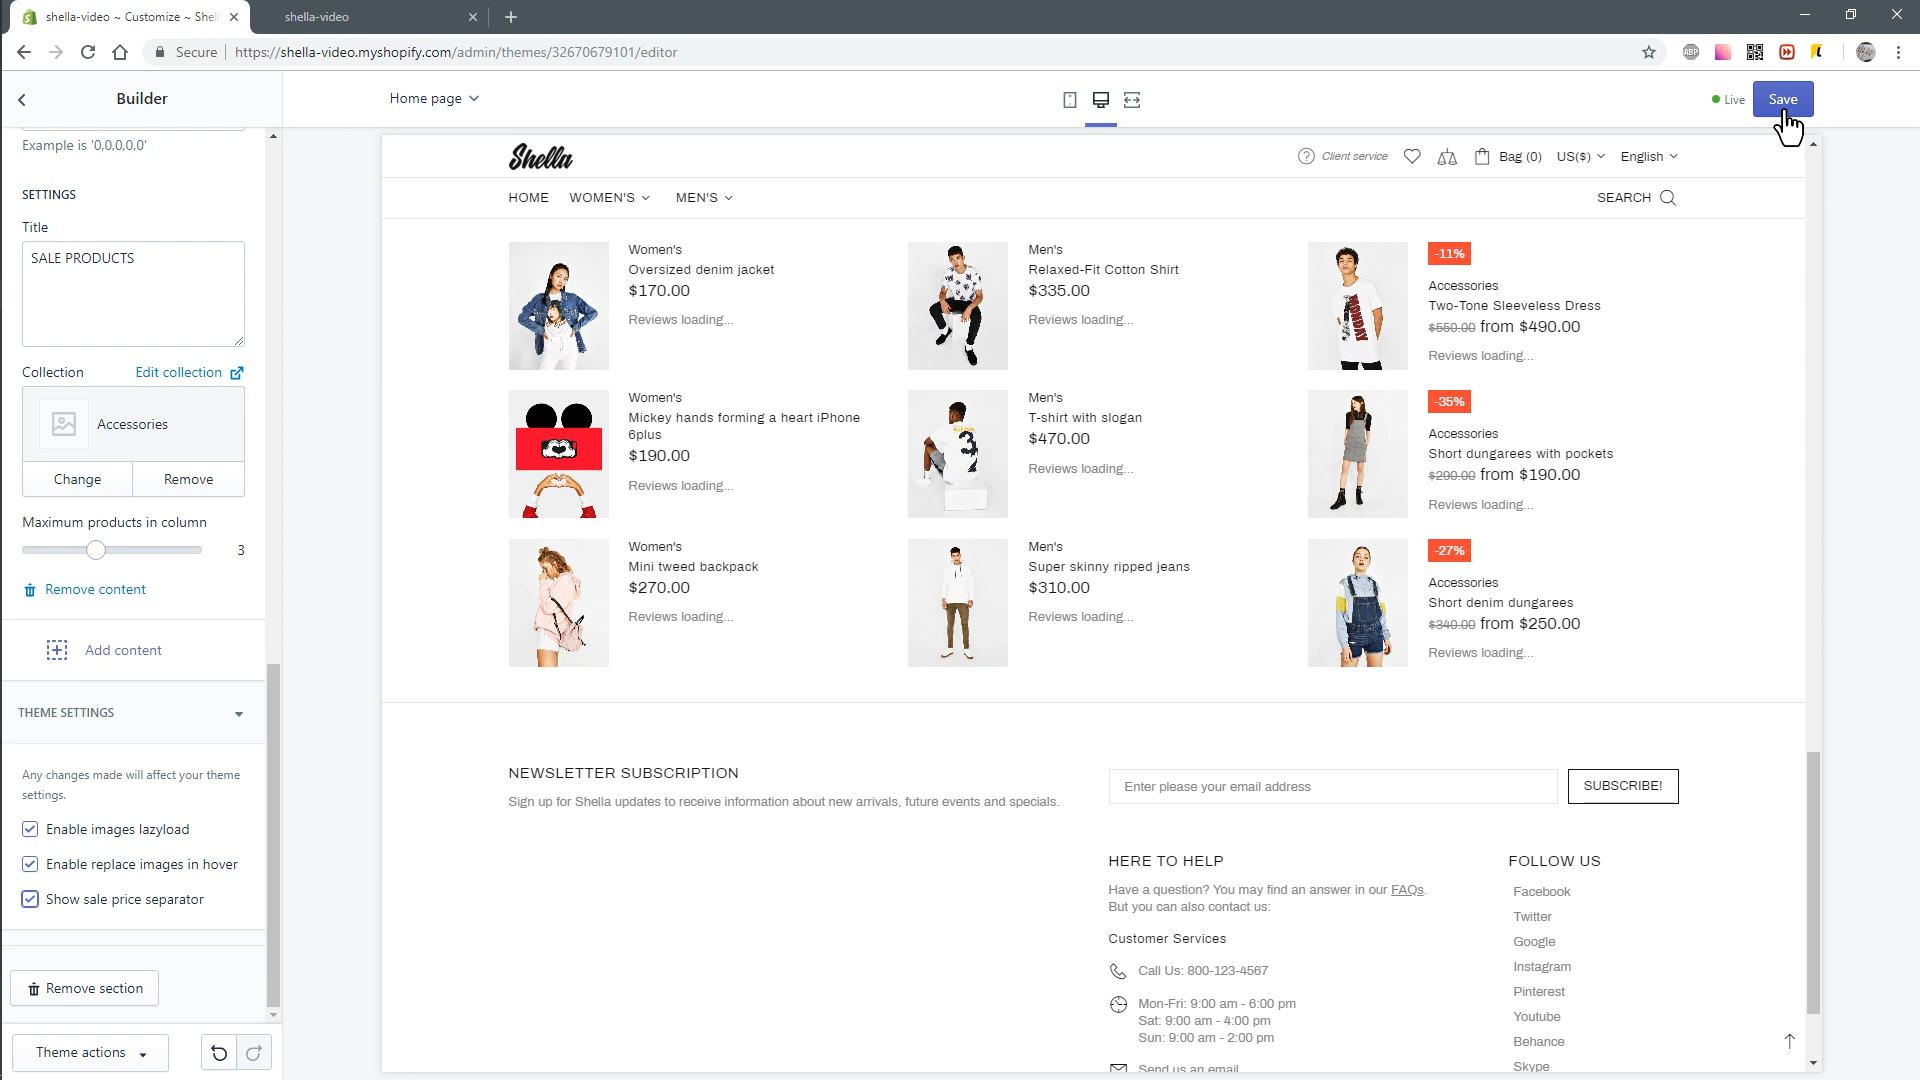 shella-video ~ Customize ~ Shel
shella-video
Secure
https://shella-video.myshopify.com/admin/themes/32670679101/editor
ABP
Builder
Home page
Live
Save
Example is '0,0,0,0,0'
SETTINGS
Title
SALE PRODUCTS
Collection
Edit collection
Accessories
Change
Remove
Maximum products in column
3
Remove content
Add content
THEME SETTINGS
Any changes made will affect your theme
settings.
Enable images lazyload
Enable replace images in hover
Show sale price separator
Remove section
Theme actions
Shella
Client service
Bag (0)
US($)
English
HOME
WOMEN'S
MEN'S
SEARCH
Women's
Oversized denim jacket
$170.00
Reviews loading...
Men's
Relaxed-Fit Cotton Shirt
$335.00
Reviews loading...
MONDAY
-11%
Accessories
Two-Tone Sleeveless Dress
$550.00 from $490.00
Reviews loading...
Women's
Mickey hands forming a heart iPhone
6plus
$190.00
Reviews loading...
3
Men's
T-shirt with slogan
$470.00
Reviews loading...
-35%
Accessories
Short dungarees with pockets
$290.00 from $190.00
Reviews loading...
Women's
Mini tweed backpack
$270.00
Reviews loading...
Men's
Super skinny ripped jeans
$310.00
Reviews loading...
-27%
Accessories
Short denim dungarees
$340.00 from $250.00
Reviews loading...
NEWSLETTER SUBSCRIPTION
Sign up for Shella updates to receive information about new arrivals, future events and specials.
Enter please your email address
SUBSCRIBE!
HERE TO HELP
Have a question? You may find an answer in our FAQs.
But you can also contact us:
Customer Services
Call Us: 800-123-4567
Mon-Fri: 9:00 am - 6:00 pm
Sat: 9:00 am - 4:00 pm
Sun: 9:00 am - 2:00 pm
Send us an email
FOLLOW US
Facebook
Twitter
Google
Instagram
Pinterest
Youtube
Behance
Skype